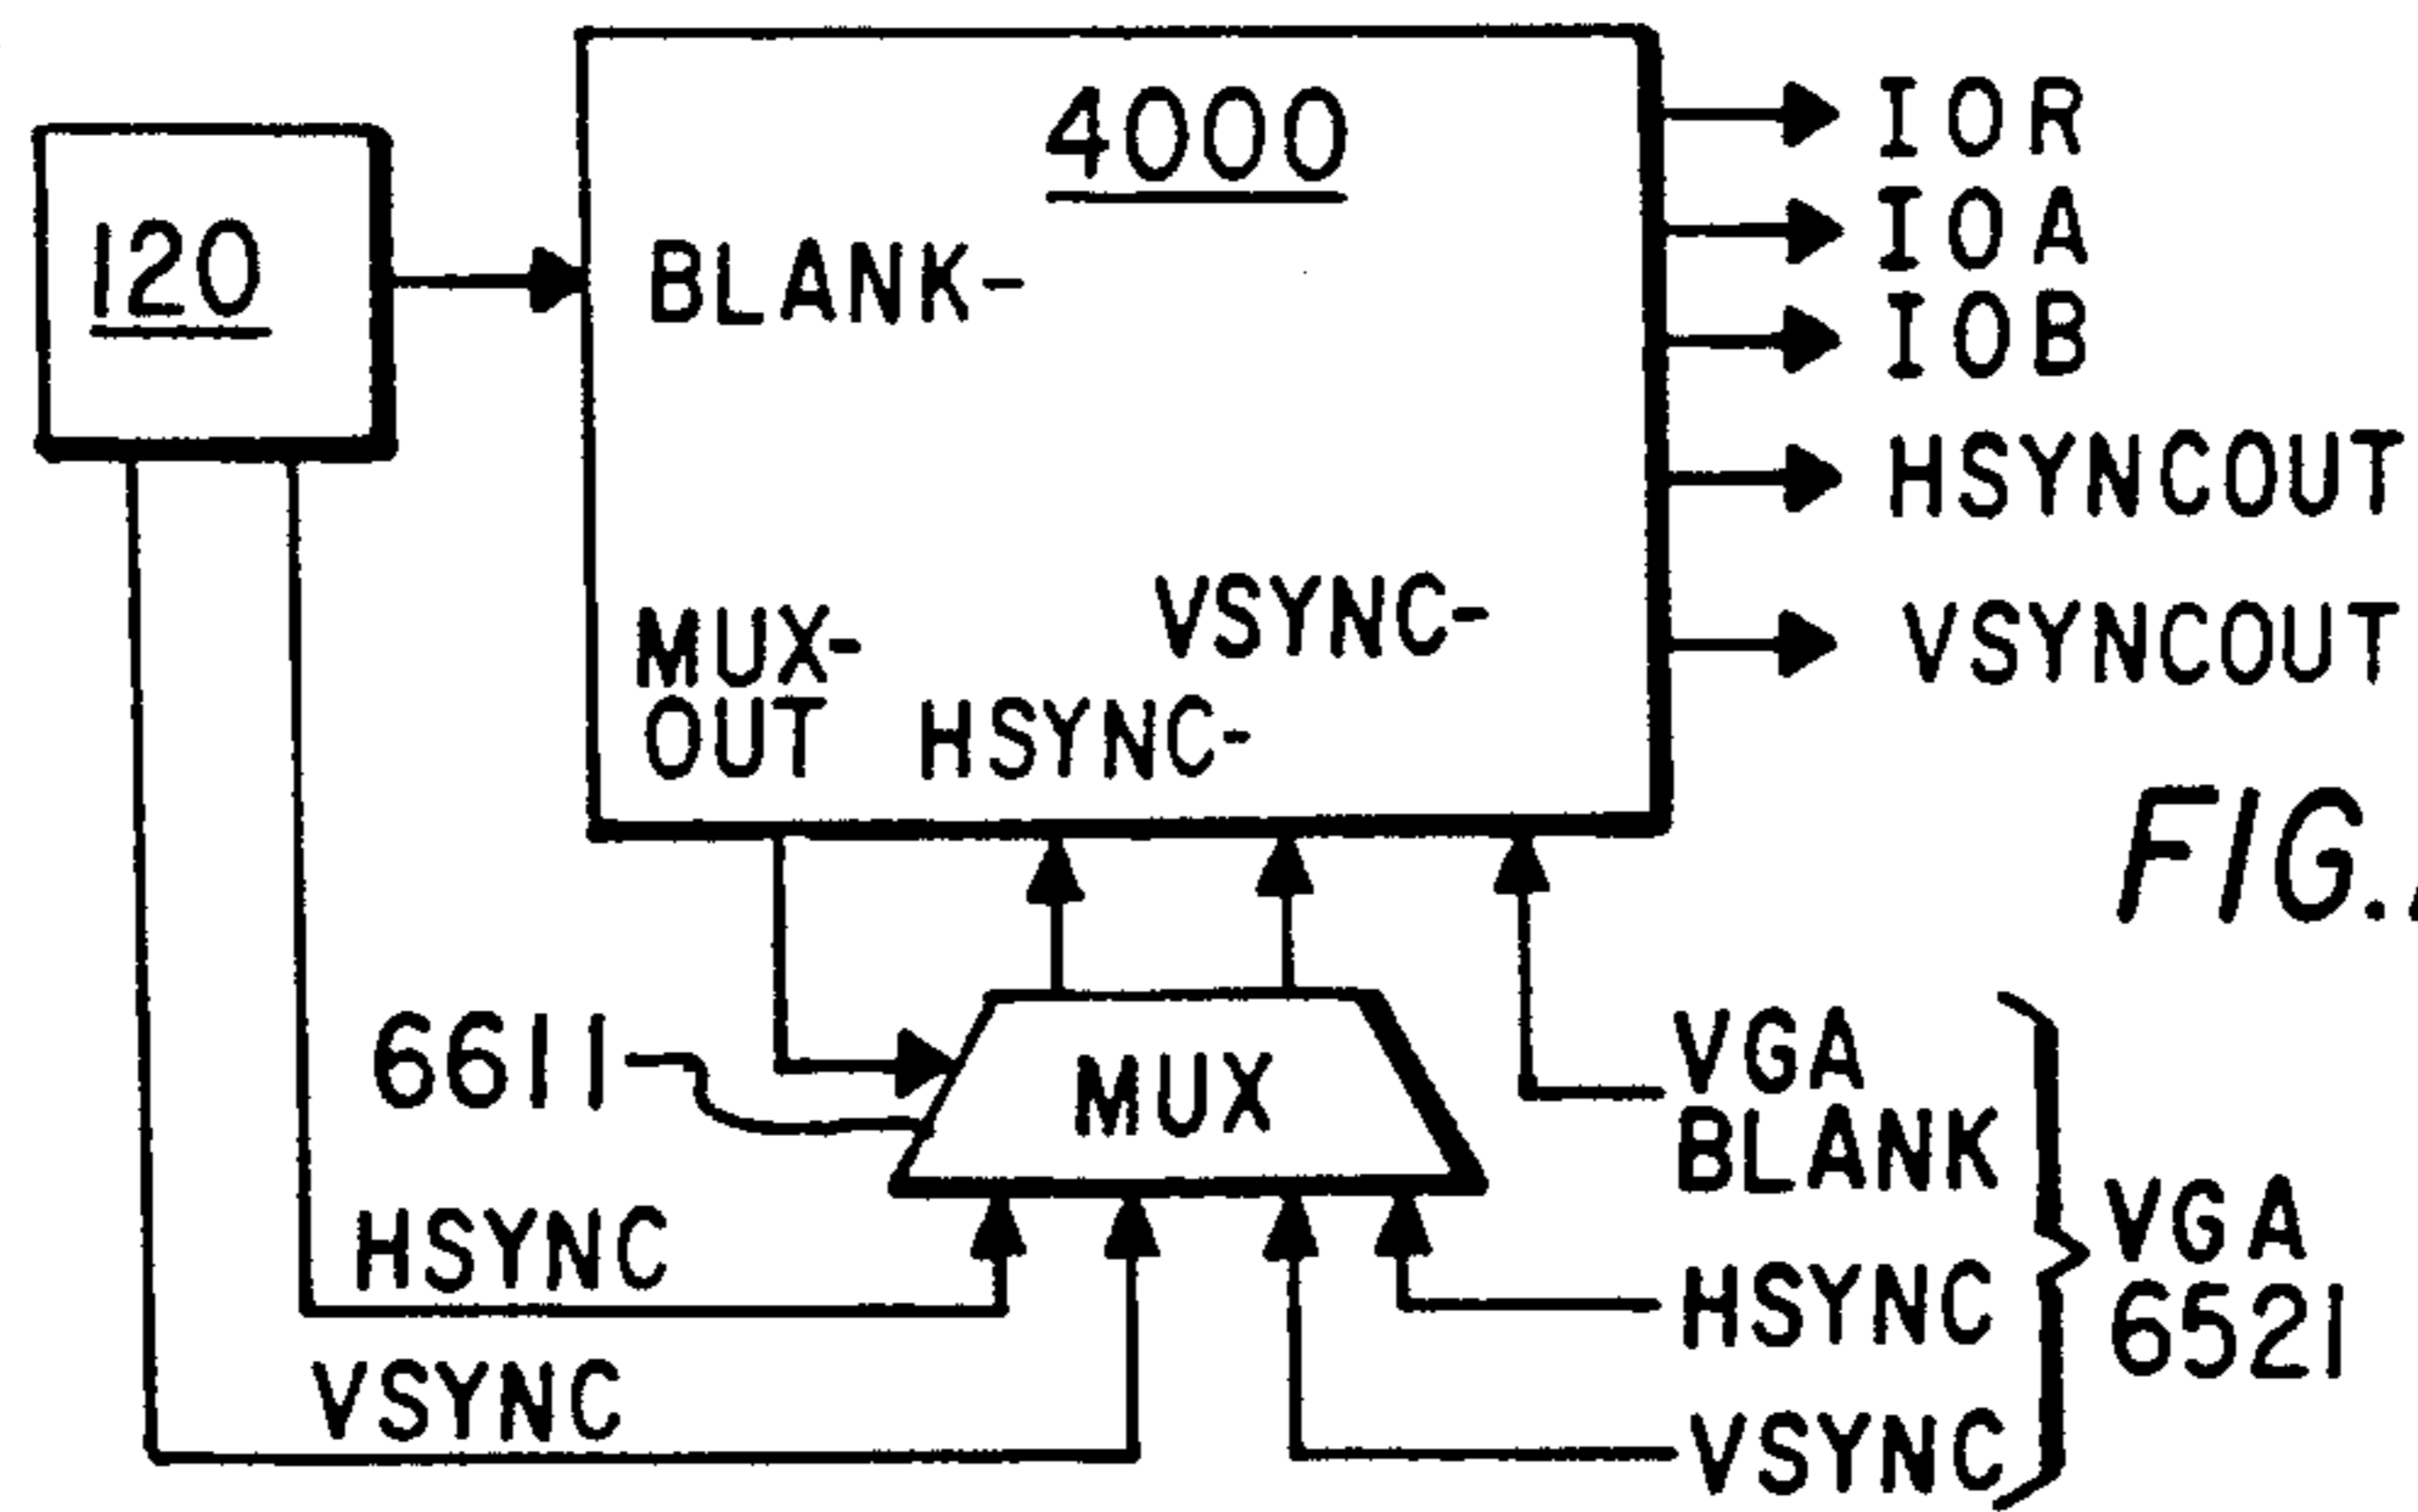 120
4000
BLANK-
MUX-
OUT
HSYNC-
VSYNC-
IOR
IOA
IOB
HSYNCOUT
VSYNCOUT
FIG.
6611
MUX
HSYNC
VSYNC
VGA
BLANK
HSYNC
VSYNC
VGA
6521